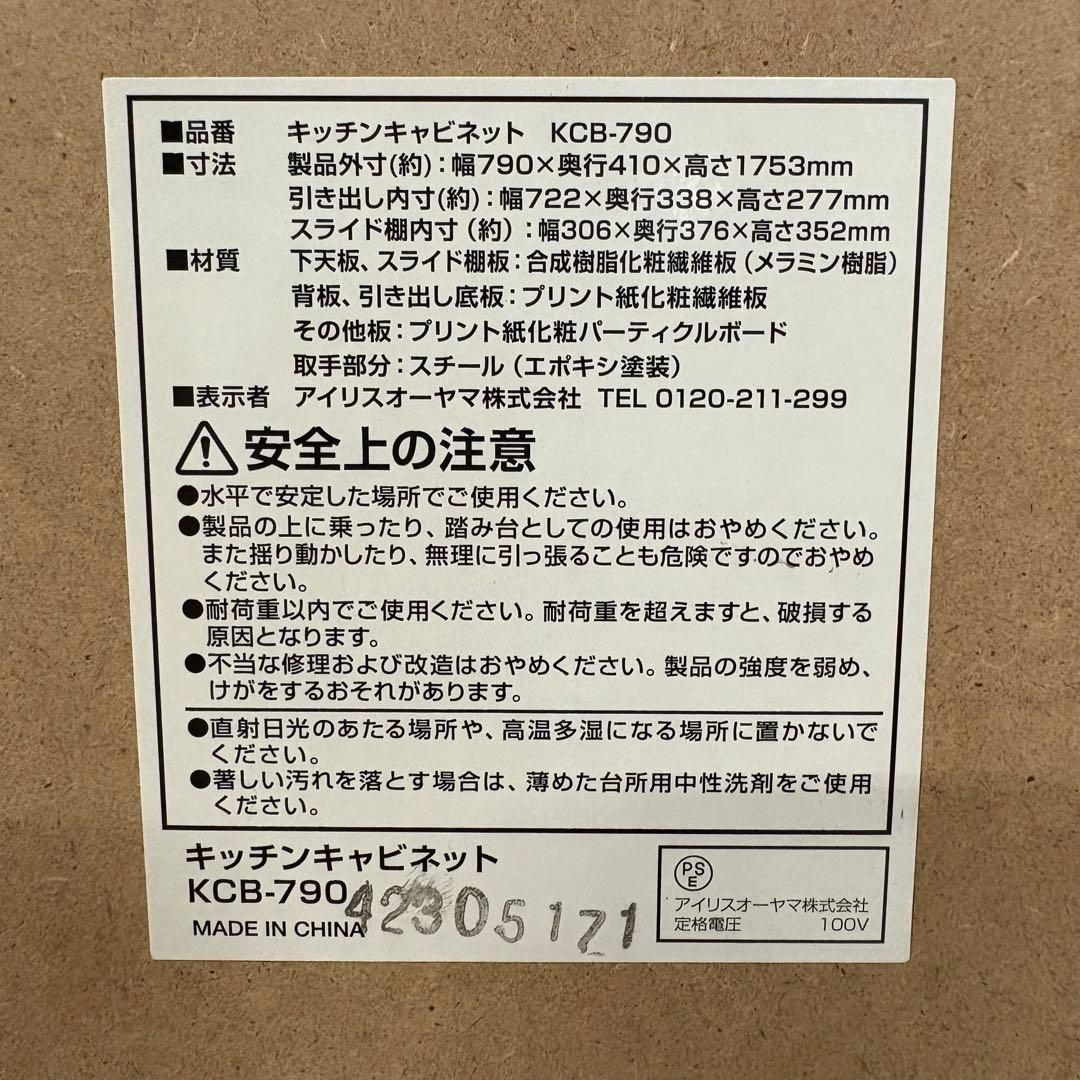 ■品番 キッチンキャビネット KCB-790
■寸法 製品外寸(約)：幅790×奥行410×高さ1753mm
引き出し内寸(約)：幅722×奥行338×高さ277mm
スライド棚内寸（約）：幅306×奥行376×高さ352mm
■材質 下天板、スライド棚板：合成樹脂化粧繊維板（メラミン樹脂）
背板、引き出し底板：プリント紙化粧繊維板
その他板：プリント紙化粧パーティクルボード
取手部分：スチール（エポキシ塗装）
■表示者 アイリスオーヤマ株式会社 TEL 0120-211-299
安全上の注意
●水平で安定した場所でご使用ください。
●製品の上に乗ったり、踏み台としての使用はおやめください。
また揺り動かしたり、無理に引っ張ることも危険ですのでおやめ
ください。
●耐荷重以内でご使用ください。耐荷重を超えますと、破損する
原因となります。
●不当な修理および改造はおやめください。製品の強度を弱め、
けがをするおそれがあります。
●直射日光のあたる場所や、高温多湿になる場所に置かないで
ください。
●著しい汚れを落とす場合は、薄めた台所用中性洗剤をご使用
ください。
キッチンキャビネット
KCB-790
MADE IN CHINA
42305171
PS
E
アイリスオーヤマ株式会社
定格電圧 100V